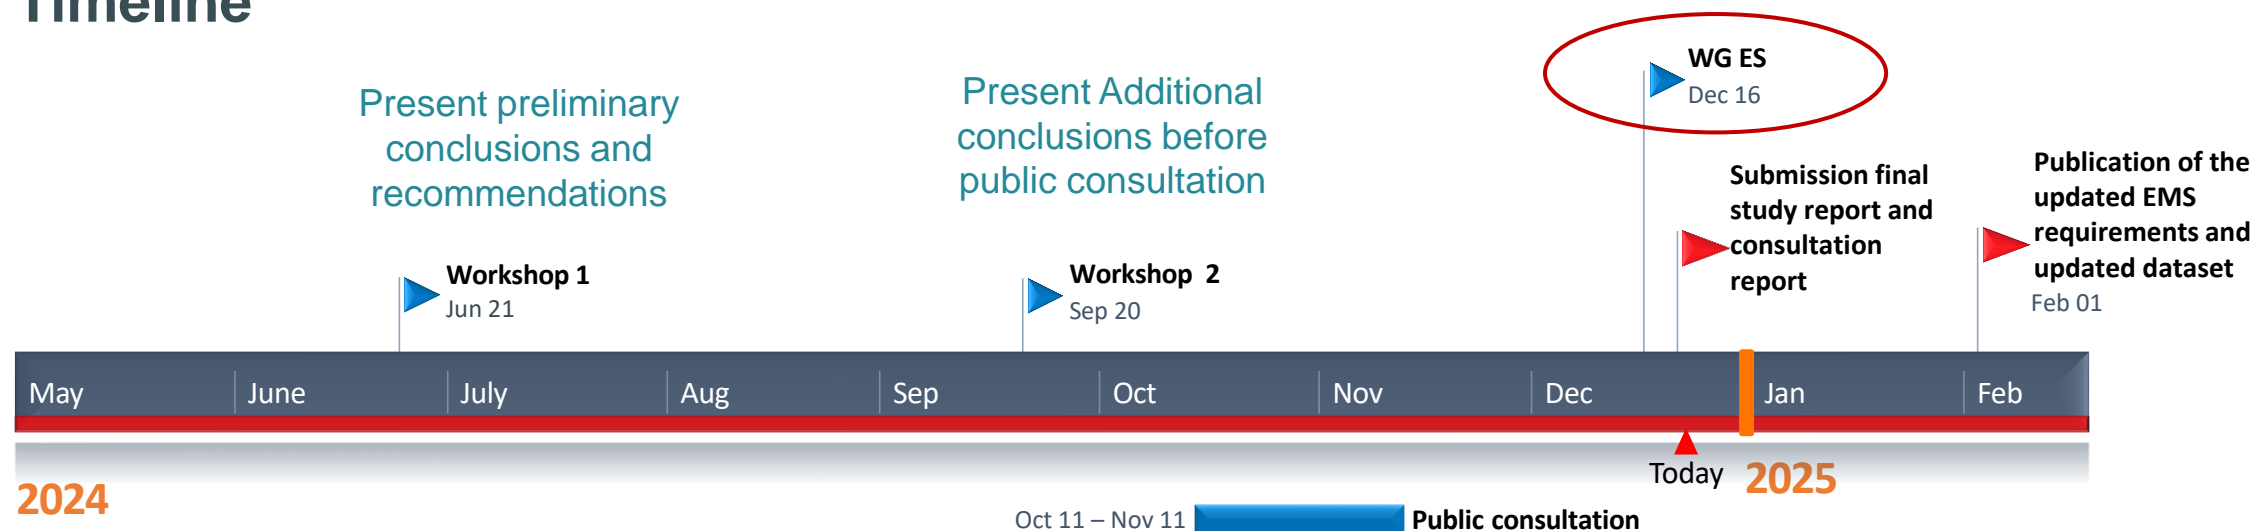 Timeline
Present preliminary
conclusions and
recommendations
Present Additional
conclusions before
public consultation
WG ES
Dec 16
Submission final
study report and
consultation
report
Publication of the
updated EMS
requirements and
updated dataset
Feb 01
Workshop 1
Jun 21
Workshop 2
Sep 20
May June July Aug Sep Oct Nov Dec Jan Feb
Today
2024
2025
Oct 11 – Nov 11
Public consultation